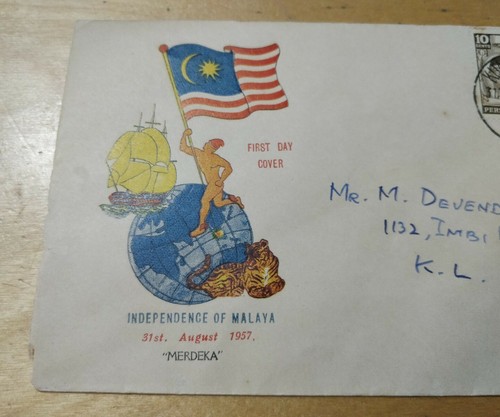 10
FIRST DAY
COVER
MR. M. DEVEND
1132, IMBI
K. L.
INDEPENDENCE OF MALAYA
31st. August 1957.
"MERDEKA"